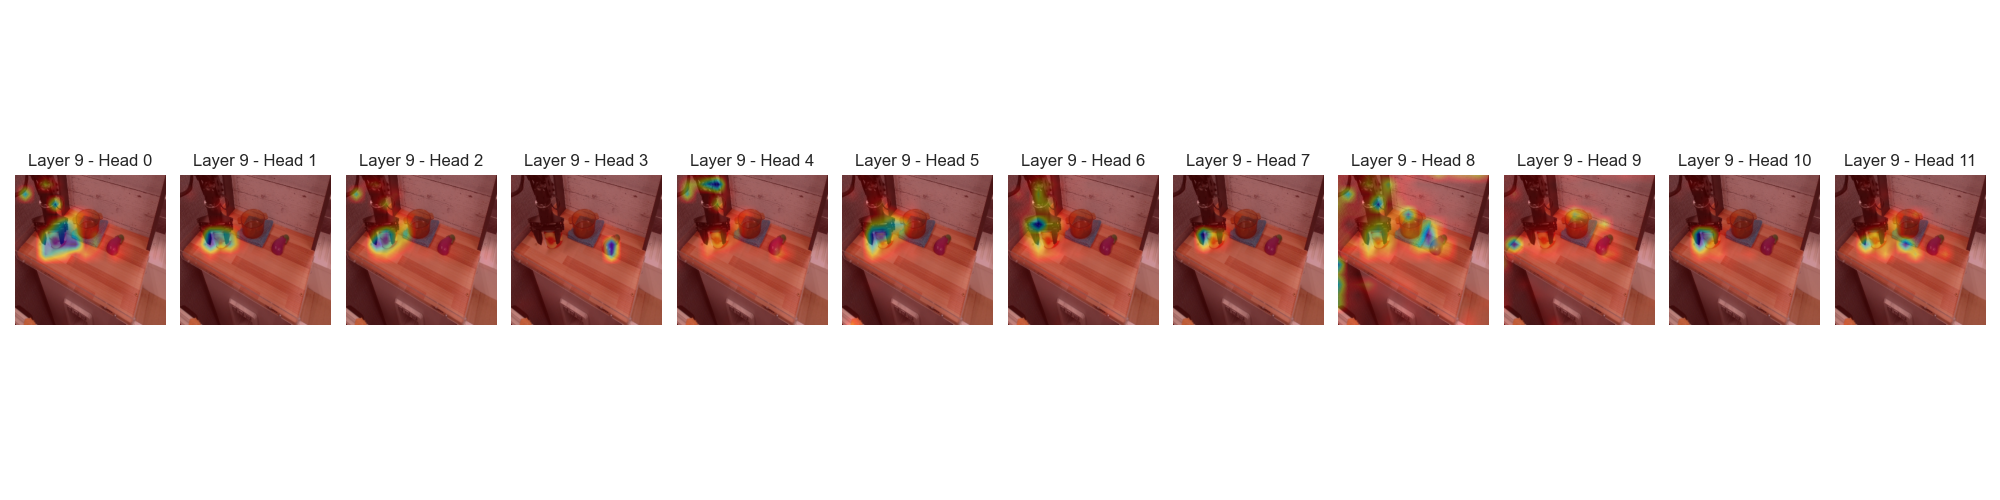 Layer 9 - Head 0
Layer 9 - Head 1
Layer 9 - Head 2
Layer 9 - Head 3
Layer 9 - Head 4
Layer 9 - Head 5
Layer 9 - Head 6
Layer 9 - Head 7
Layer 9 - Head 8
Layer 9 - Head 9
Layer 9 - Head 10
Layer 9 - Head 11